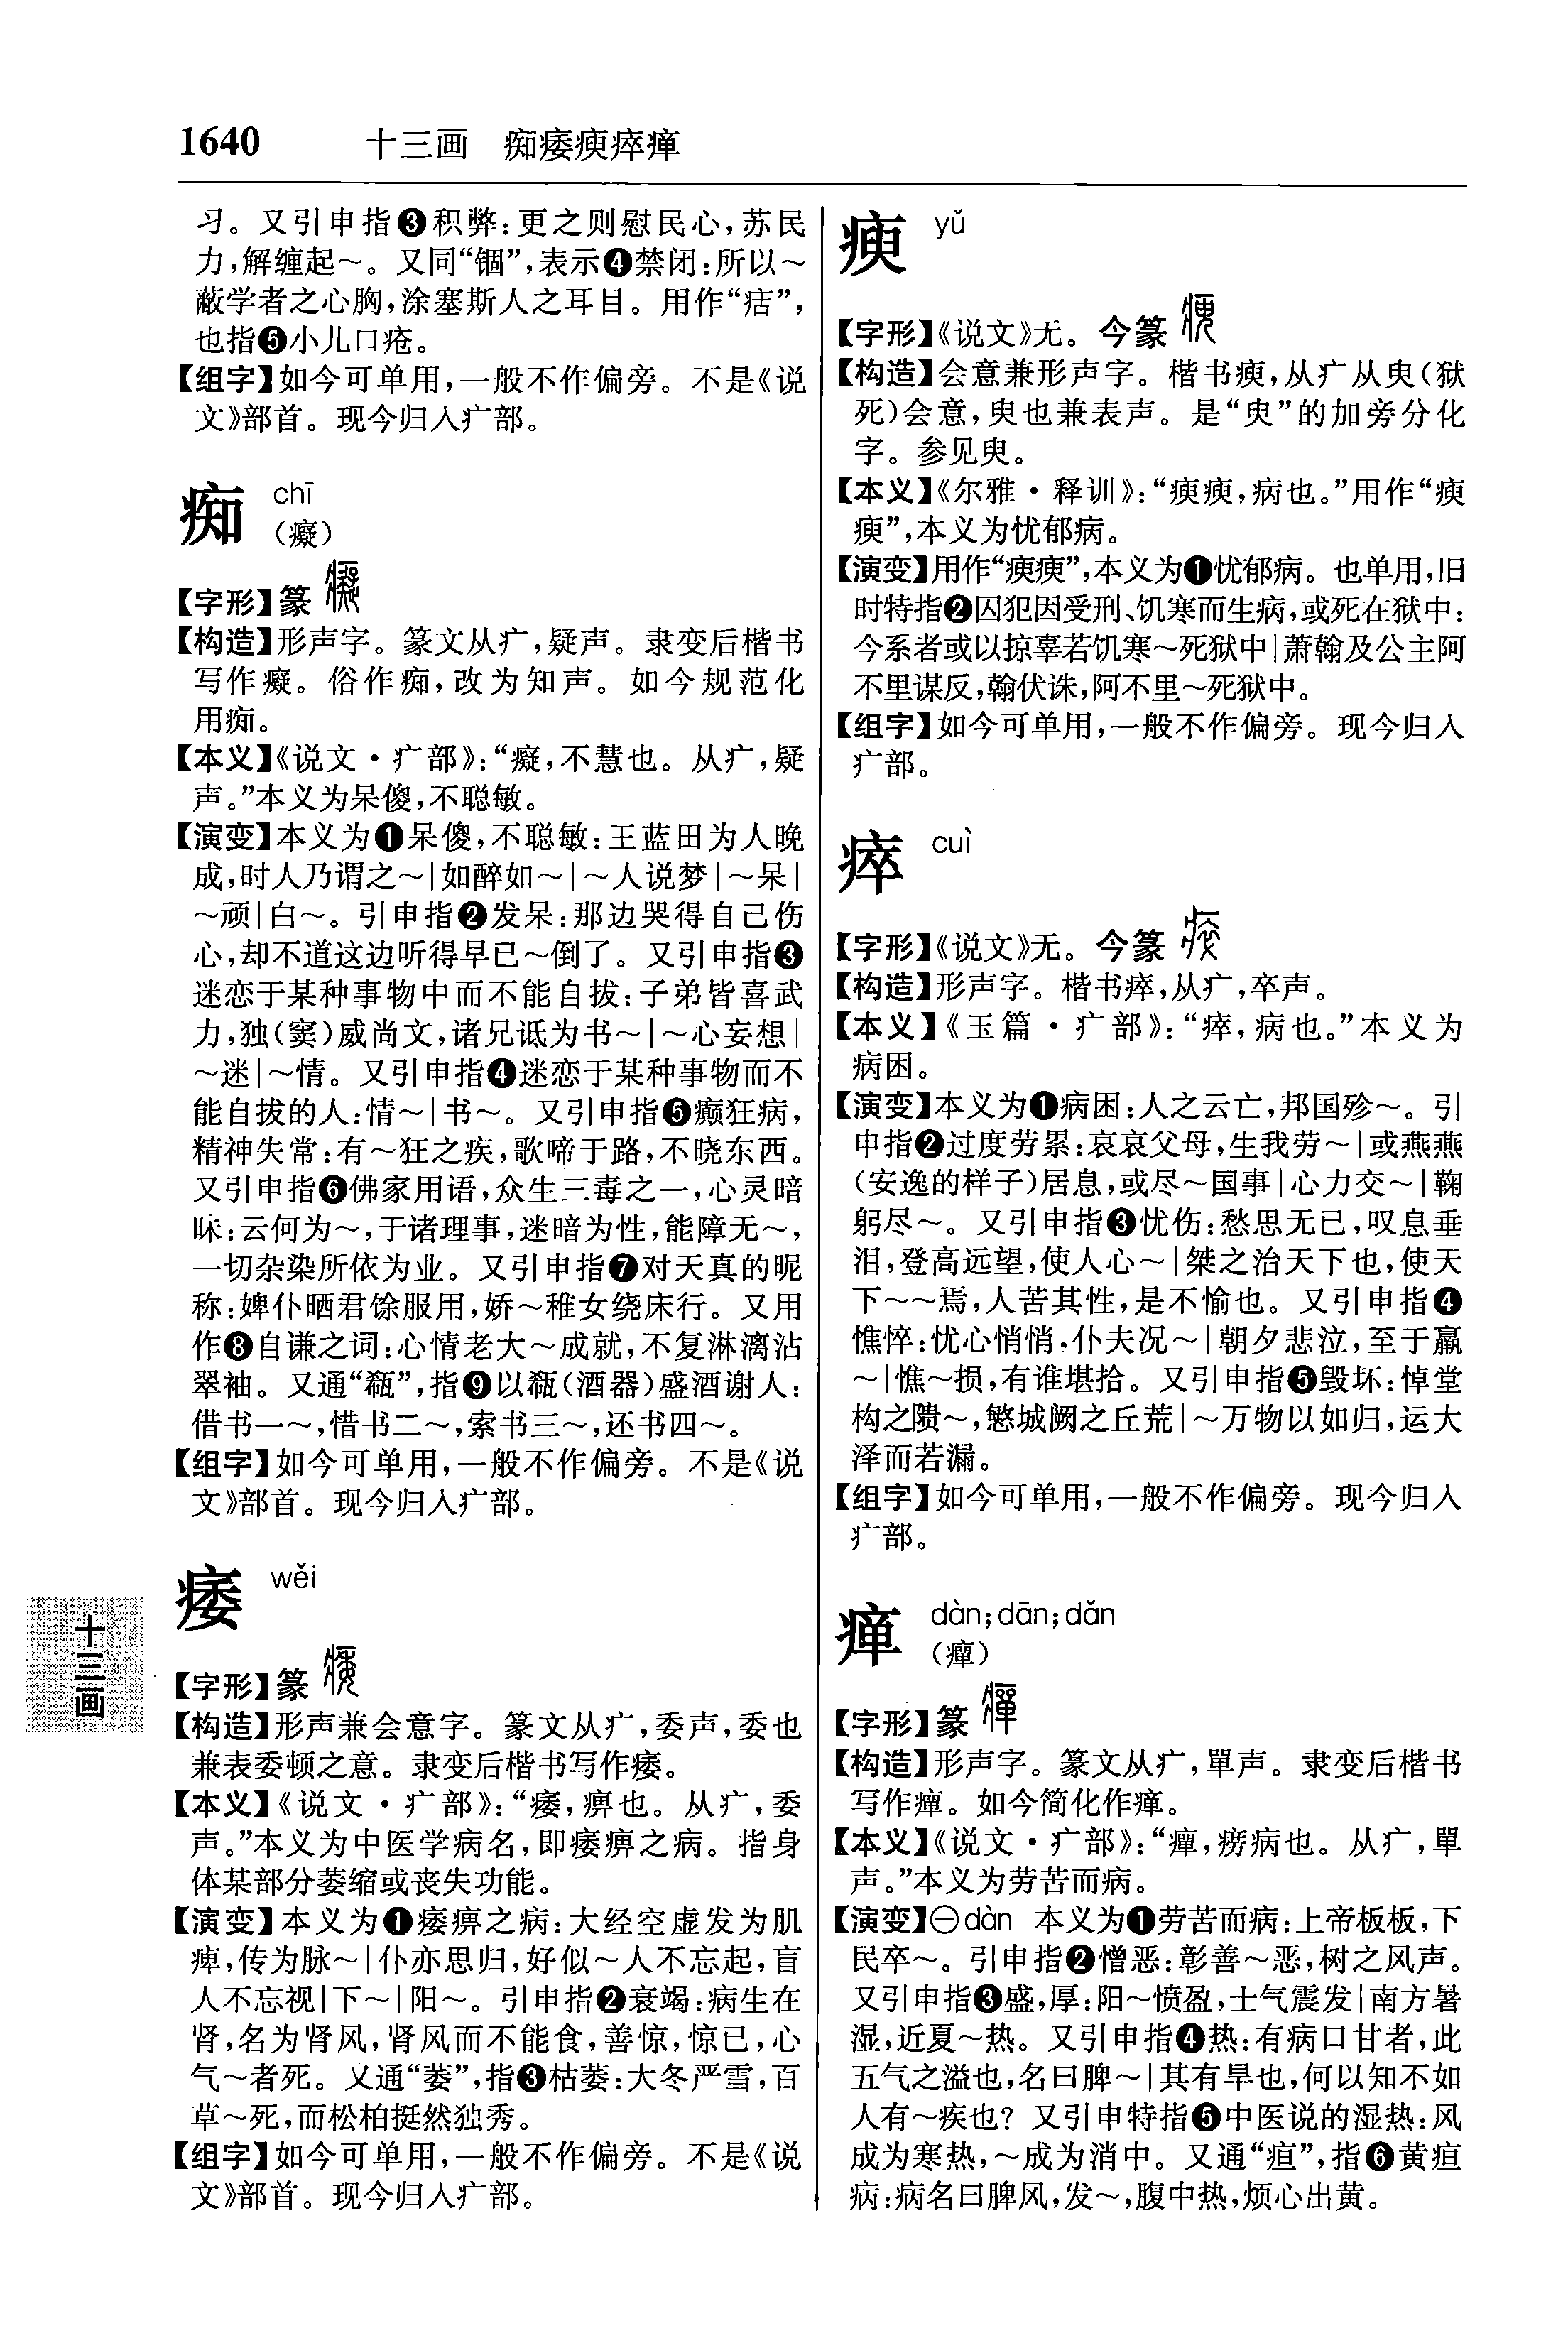 1640 十三画 痴痿瘐瘁瘅
习。又引申指❸积弊:更之则慰民心,苏民
力,解缠起～。又同“锢”,表示❹禁闭:所以～
蔽学者之心胸,涂塞斯人之耳目。用作“痁”,
也指❺小儿口疮。
【组字】如今可单用,一般不作偏旁。不是《说
文》部首。现今归入疒部。
痴 chī
(癡)
【字形】篆
【构造】形声字。篆文从疒,疑声。隶变后楷书
写作癡。俗作痴,改为知声。如今规范化
用痴。
【本义】《说文·疒部》:“癡,不慧也。从疒,疑
声。”本义为呆傻,不聪敏。
【演变】本义为❶呆傻,不聪敏:王蓝田为人晚
成,时人乃谓之～|如醉如～|～人说梦|～呆|
～顽|白～。引申指❷发呆:那边哭得自己伤
心,却不道这边听得早已～倒了。又引申指❸
迷恋于某种事物中而不能自拔:子弟皆喜武
力,独(窦)威尚文,诸兄诋为书～|～心妄想|
～迷|～情。又引申指❹迷恋于某种事物而不
能自拔的人:情～|书～。又引申指❺癫狂病,
精神失常:有～狂之疾,歌啼于路,不晓东西。
又引申指❻佛家用语,众生三毒之一,心灵暗
昧:云何为～,于诸理事,迷暗为性,能障无～,
一切杂染所依为业。又引申指❼对天真的昵
称:婢仆晒君馀服用,娇～稚女绕床行。又用
作❽自谦之词:心情老大～成就,不复淋漓沾
翠袖。又通“瓻”,指❾以瓻(酒器)盛酒谢人:
借书一～,惜书二～,索书三～,还书四～。
【组字】如今可单用,一般不作偏旁。不是《说
文》部首。现今归入疒部。
痿 wěi
【字形】篆
【构造】形声兼会意字。篆文从疒,委声,委也
兼表委顿之意。隶变后楷书写作痿。
【本义】《说文·疒部》:“痿,痹也。从疒,委
声。”本义为中医学病名,即痿痹之病。指身
体某部分萎缩或丧失功能。
【演变】本义为❶痿痹之病:大经空虚发为肌
痹,传为脉～|仆亦思归,好似～人不忘起,盲
人不忘视|下～|阳～。引申指❷衰竭:病生在
肾,名为肾风,肾风而不能食,善惊,惊已,心
气～者死。又通“萎”,指❸枯萎:大冬严雪,百
草～死,而松柏挺然独秀。
【组字】如今可单用,一般不作偏旁。不是《说
文》部首。现今归入疒部。
十三画
瘐 yǔ
【字形】《说文》无。今篆
【构造】会意兼形声字。楷书瘐,从疒从臾(狱
死)会意,臾也兼表声。是“臾”的加旁分化
字。参见臾。
【本义】《尔雅·释训》:“瘐瘐,病也。”用作“瘐
瘐”,本义为忧郁病。
【演变】用作“瘐瘐”,本义为❶忧郁病。也单用,旧
时特指❷囚犯因受刑、饥寒而生病,或死在狱中:
今系者或以掠辜若饥寒～死狱中|萧翰及公主阿
不里谋反,翰伏诛,阿不里～死狱中。
【组字】如今可单用,一般不作偏旁。现今归入
疒部。
瘁 cuì
【字形】《说文》无。今篆
【构造】形声字。楷书瘁,从疒,卒声。
【本义】《玉篇·疒部》:“瘁,病也。”本义为
病困。
【演变】本义为❶病困:人之云亡,邦国殄～。引
申指❷过度劳累:哀哀父母,生我劳～|或燕燕
(安逸的样子)居息,或尽～国事|心力交～|鞠
躬尽～。又引申指❸忧伤:愁思无已,叹息垂
泪,登高远望,使人心～|桀之治天下也,使天
下～～焉,人苦其性,是不愉也。又引申指❹
憔悴:忧心悄悄,仆夫况～|朝夕悲泣,至于羸
～|憔～损,有谁堪拾。又引申指❺毁坏:悼堂
构之隤～,慜城阙之丘荒|～万物以如归,运大
泽而若漏。
【组字】如今可单用,一般不作偏旁。现今归入
疒部。
瘅 dàn;dān;dǎn
(癉)
【字形】篆
【构造】形声字。篆文从疒,單声。隶变后楷书
写作癉。如今简化作瘅。
【本义】《说文·疒部》:“癉,痨病也。从疒,單
声。”本义为劳苦而病。
【演变】㊀dàn 本义为❶劳苦而病:上帝板板,下
民卒～。引申指❷憎恶:彰善～恶,树之风声。
又引申指❸盛,厚:阳～愤盈,士气震发|南方暑
湿,近夏～热。又引申指❹热:有病口甘者,此
五气之溢也,名曰脾～|其有旱也,何以知不如
人有～疾也?又引申特指❺中医说的湿热:风
成为寒热,～成为消中。又通“疸”,指❻黄疸
病:病名曰脾风,发～,腹中热,烦心出黄。